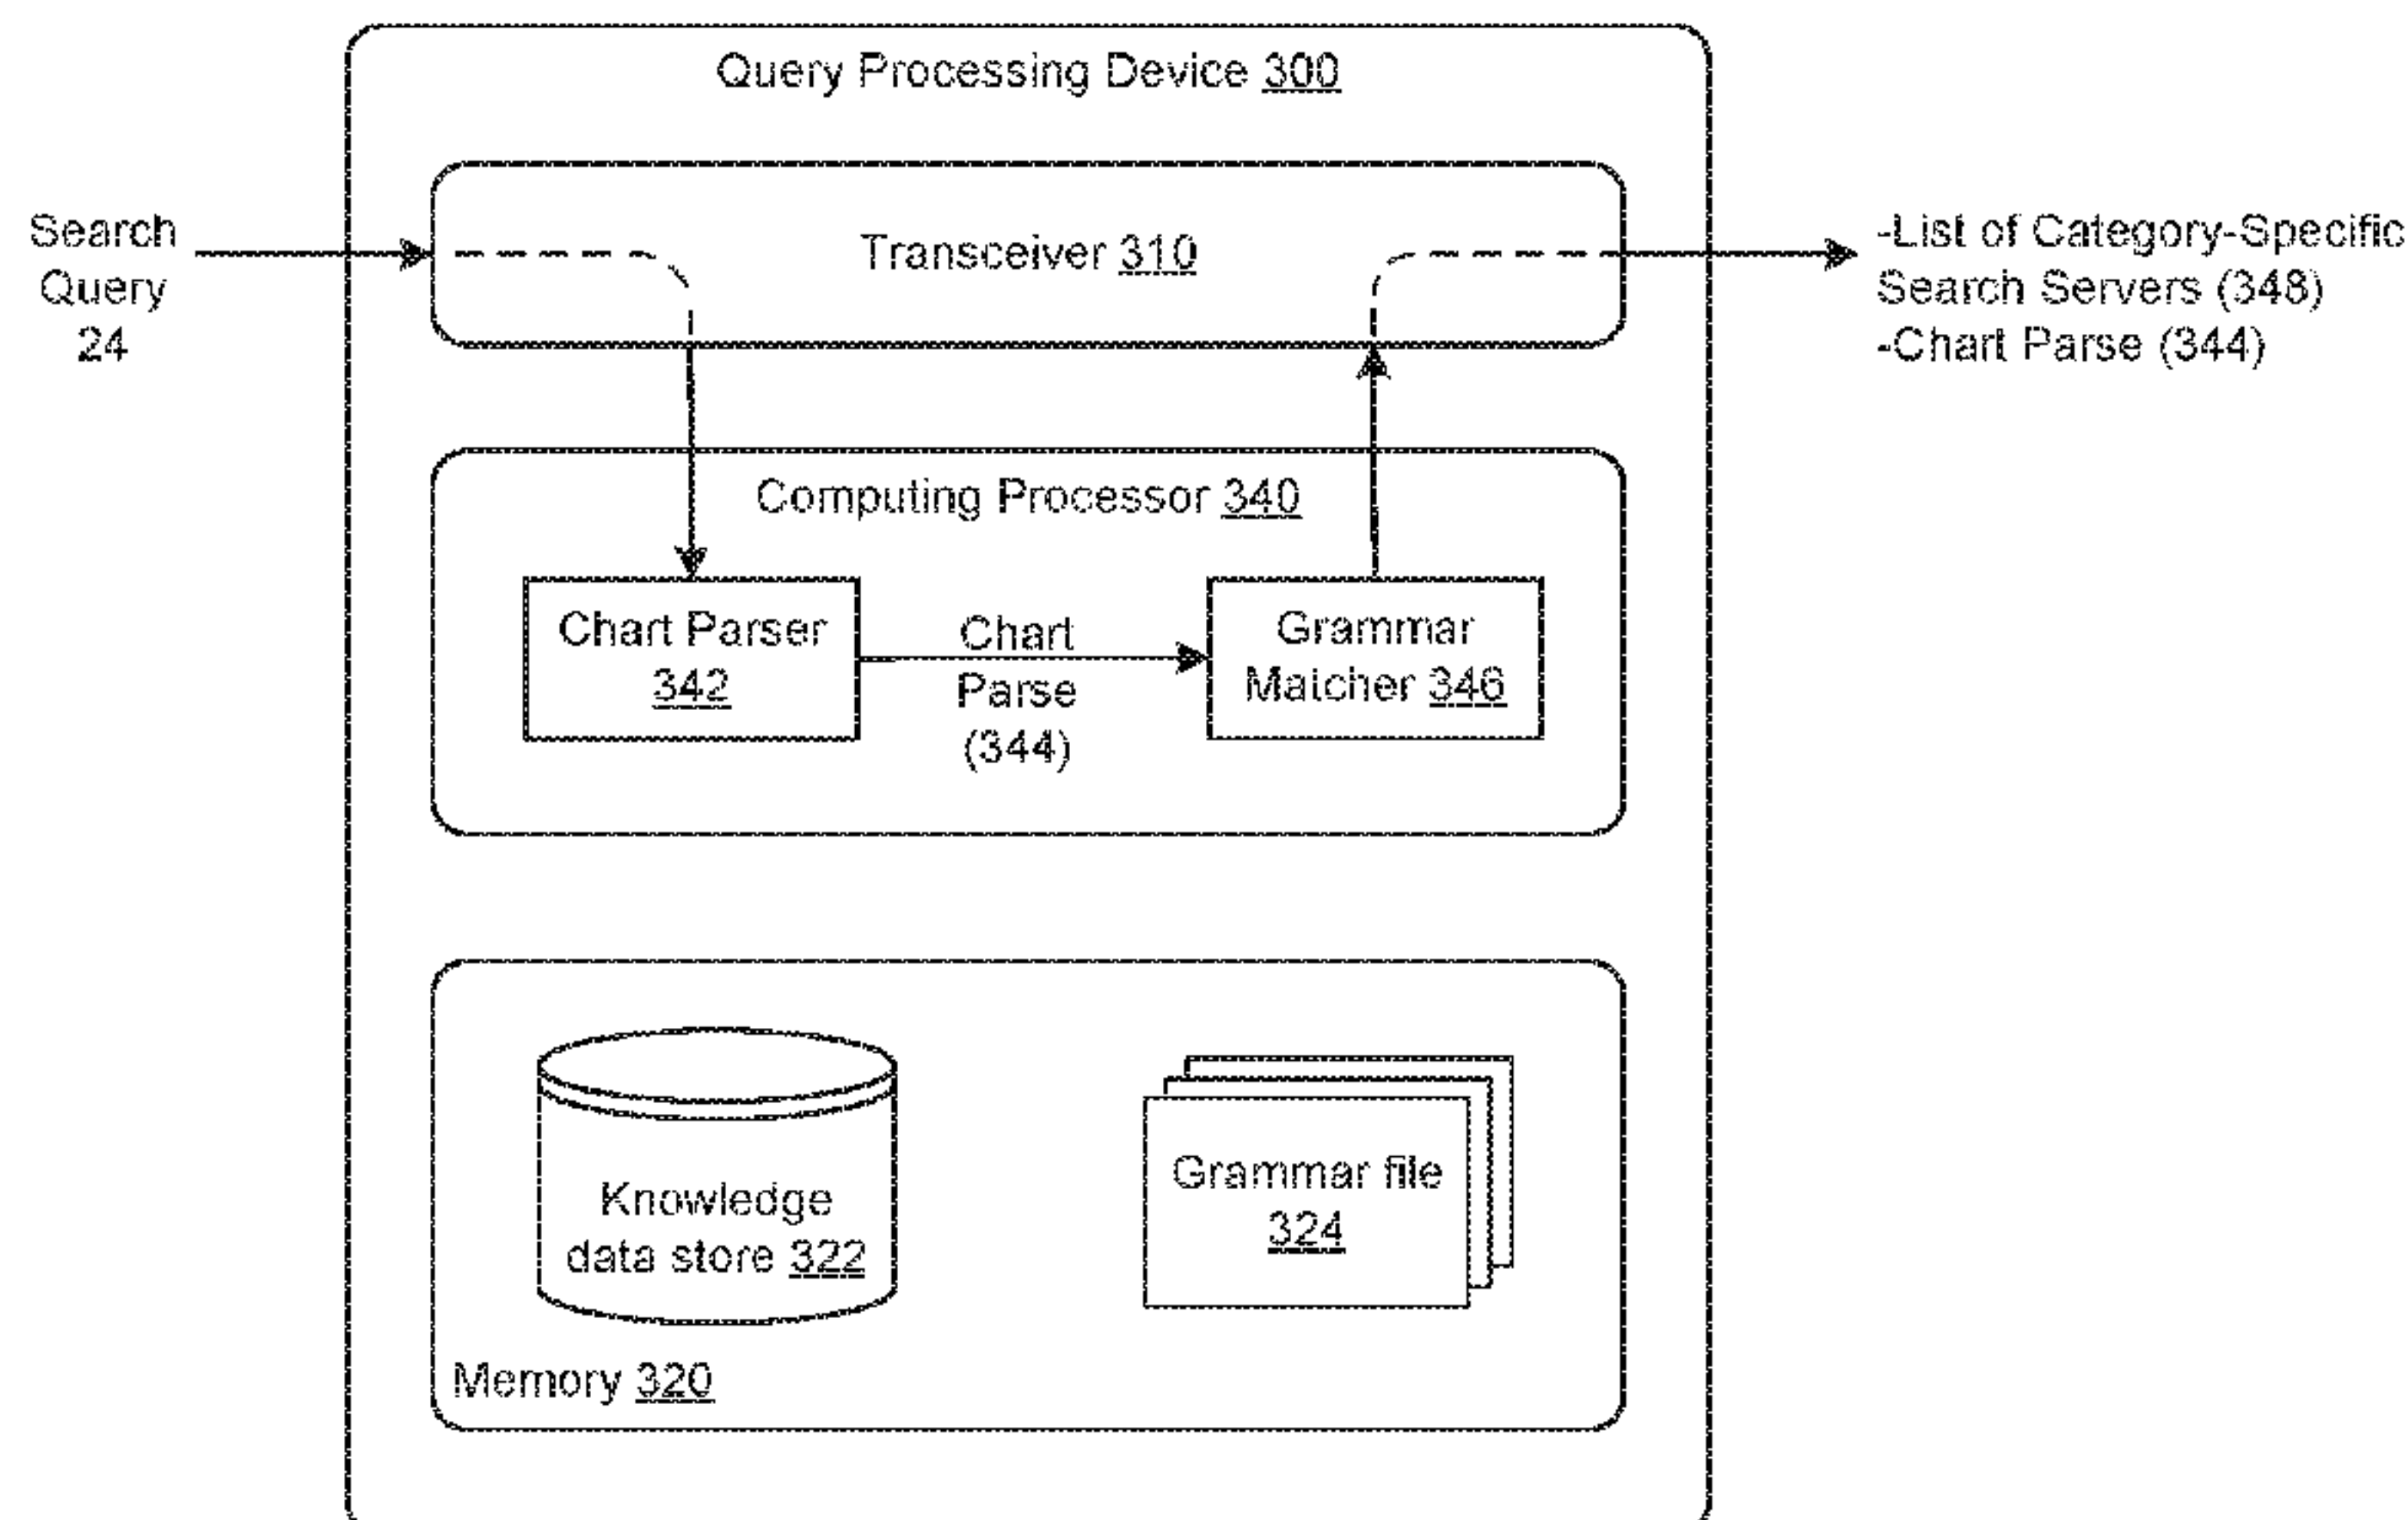 Query Processing Device 300
Search
Query
24
Transceiver 310
-List of Category-Specific
Search Servers (348)
-Chart Parse (344)
Computing Processor 340
Chart Parser
342
Chart
Parse
(344)
Grammar
Matcher 346
Knowledge
data store 322
Grammar file
324
Memory 320